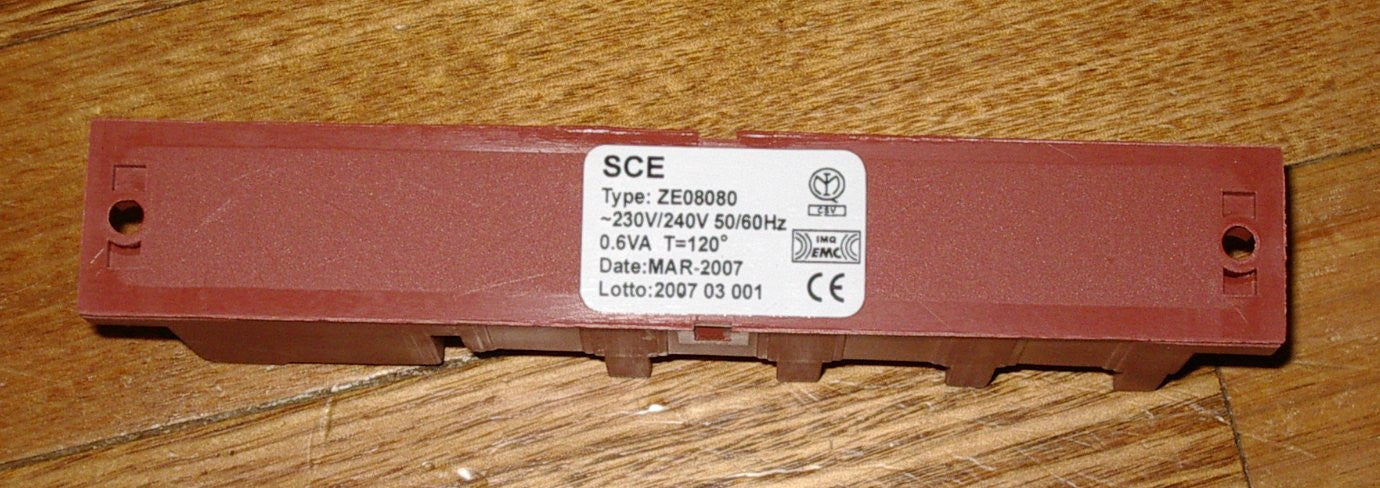 SCE
Type: ZE08080
~230V/240V 50/60Hz
0.6VA T=120°
Date:MAR-2007
Lotto:2007 03 001
CSV
IMQ
EMC
CE